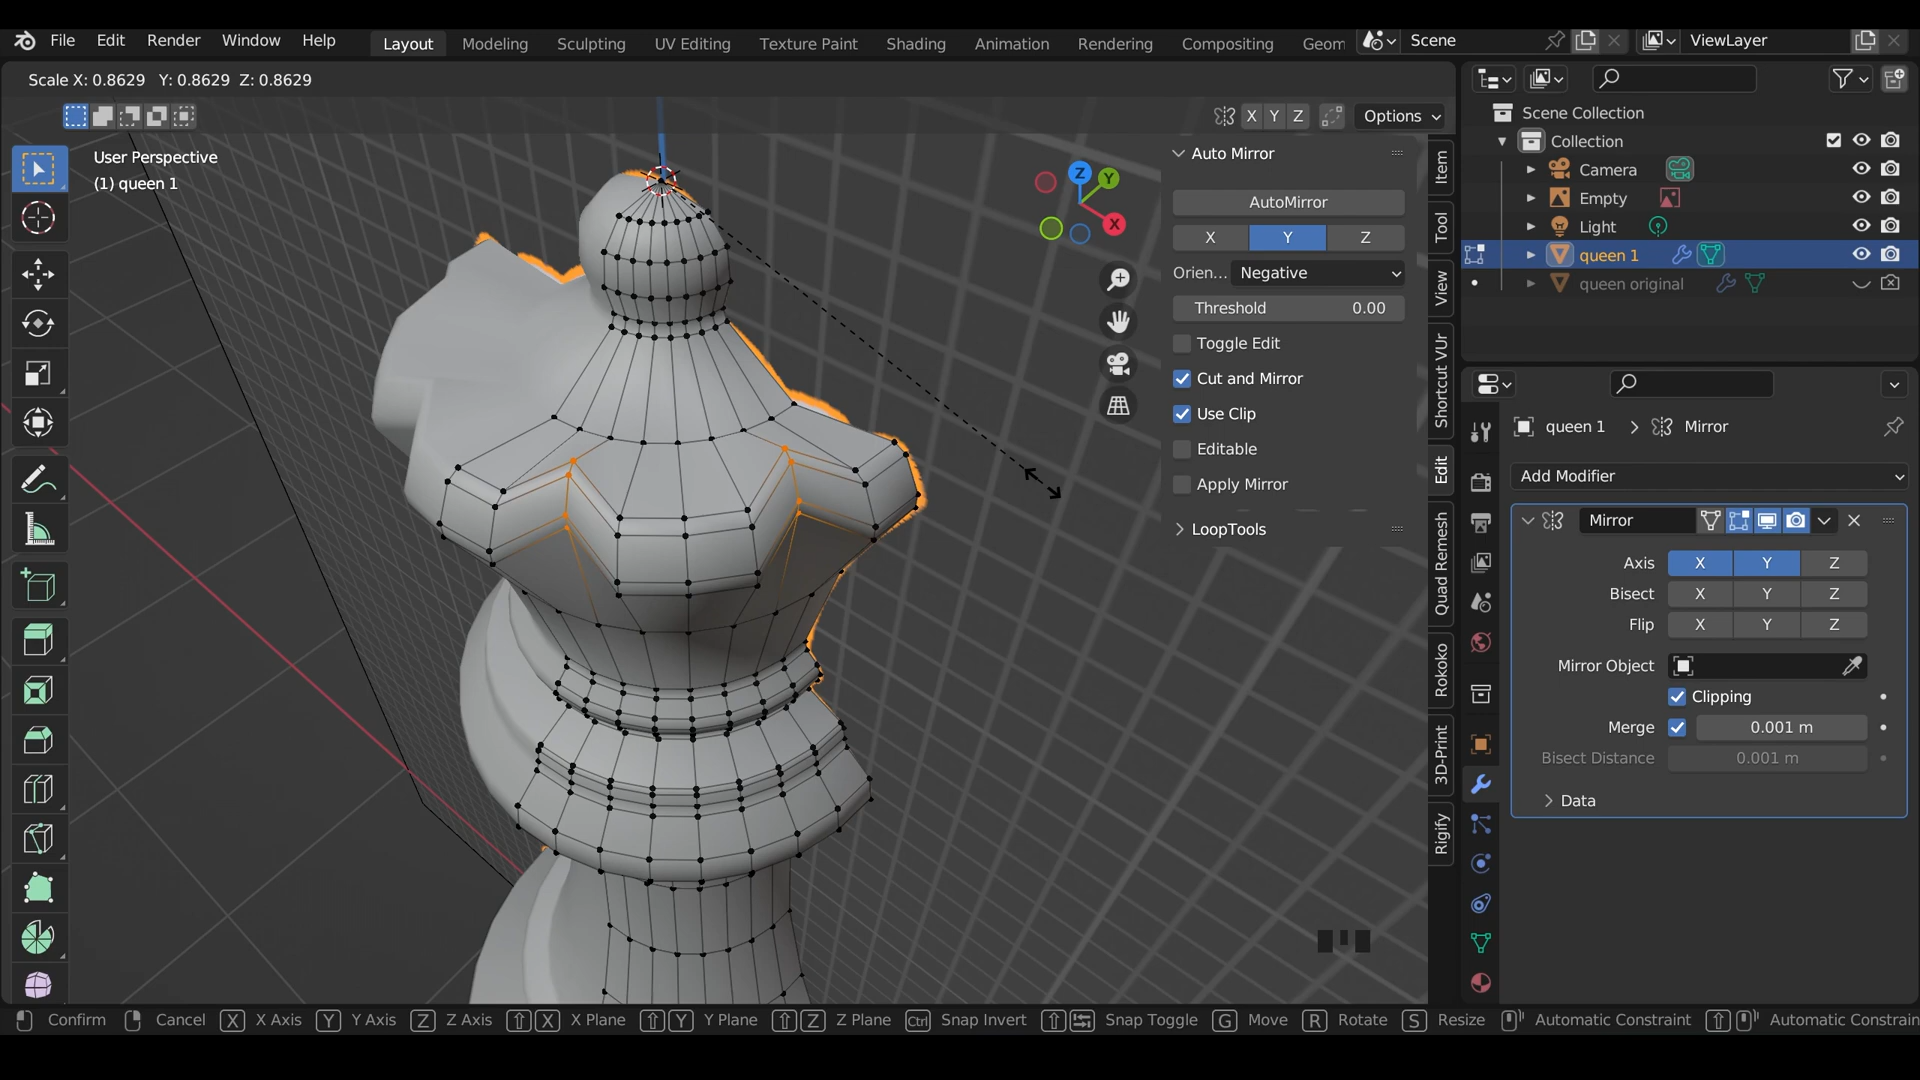 File Edit Render Window Help Layout Modeling Sculpting UV Editing Texture Paint Shading Animation Rendering Compositing Geom Scene ViewLayer
Scale X: 0.8629 Y: 0.8629 Z: 0.8629
X Y Z Options
User Perspective
(1) queen 1
Z Y X
Auto Mirror
AutoMirror
X Y Z
Orien... Negative
Threshold 0.00
Toggle Edit
Cut and Mirror
Use Clip
Editable
Apply Mirror
LoopTools
Item
Tool
View
Shortcut VUr
Edit
Quad Remesh
Rokoko
3D-Print
Rigify
Scene Collection
Collection
Camera
Empty
Light
queen 1
queen original
queen 1 > Mirror
Add Modifier
Mirror
Axis X Y Z
Bisect X Y Z
Flip X Y Z
Mirror Object
Clipping
Merge 0.001 m
Bisect Distance 0.001 m
Data
Confirm Cancel X X Axis Y Y Axis Z Z Axis X X Plane Y Y Plane Z Z Plane Ctrl Snap Invert Snap Toggle G Move R Rotate S Resize Automatic Constraint Automatic Constrain